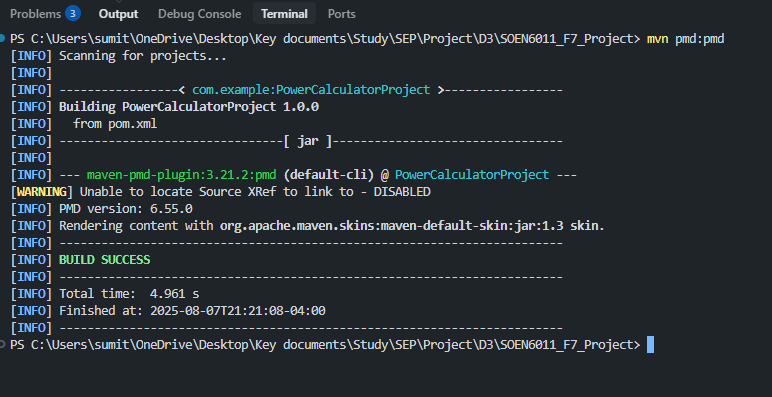 Problems 3 Output Debug Console Terminal Ports
PS C:\Users\sumit\OneDrive\Desktop\Key documents\Study\SEP\Project\D3\SOEN6011_F7_Project> mvn pmd:pmd
[INFO] Scanning for projects...
[INFO]
[INFO] -----------------< com.example:PowerCalculatorProject >-----------------
[INFO] Building PowerCalculatorProject 1.0.0
[INFO]   from pom.xml
[INFO] --------------------------------[ jar ]---------------------------------
[INFO]
[INFO] --- maven-pmd-plugin:3.21.2:pmd (default-cli) @ PowerCalculatorProject ---
[WARNING] Unable to locate Source XRef to link to - DISABLED
[INFO] PMD version: 6.55.0
[INFO] Rendering content with org.apache.maven.skins:maven-default-skin:jar:1.3 skin.
[INFO] ------------------------------------------------------------------------
[INFO] BUILD SUCCESS
[INFO] ------------------------------------------------------------------------
[INFO] Total time:  4.961 s
[INFO] Finished at: 2025-08-07T21:21:08-04:00
[INFO] ------------------------------------------------------------------------
PS C:\Users\sumit\OneDrive\Desktop\Key documents\Study\SEP\Project\D3\SOEN6011_F7_Project>